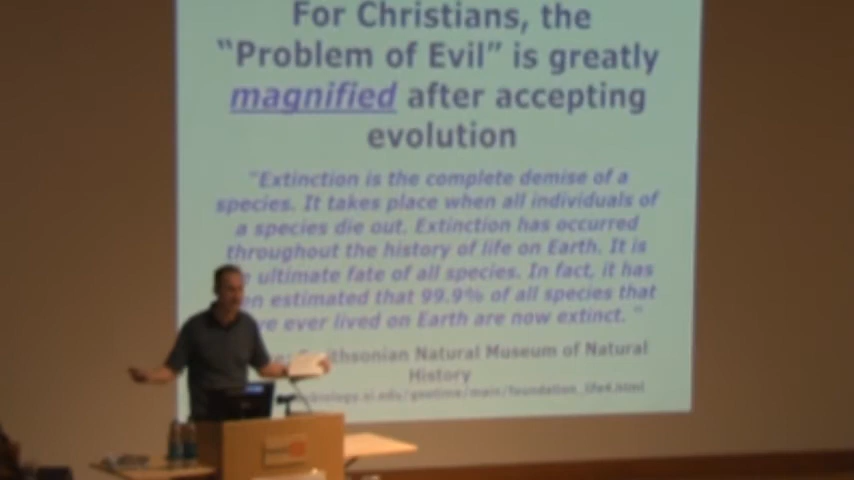 For Christians, the
“Problem of Evil” is greatly
magnified after accepting
evolution
"Extinction is the complete demise of a
species. It takes place when all individuals of
a species die out. Extinction has occurred
throughout the history of life on Earth. It is
ultimate fate of all species. In fact, it has
estimated that 99.9% of all species that
ever lived on Earth are now extinct. "
Natural Museum of Natural
History